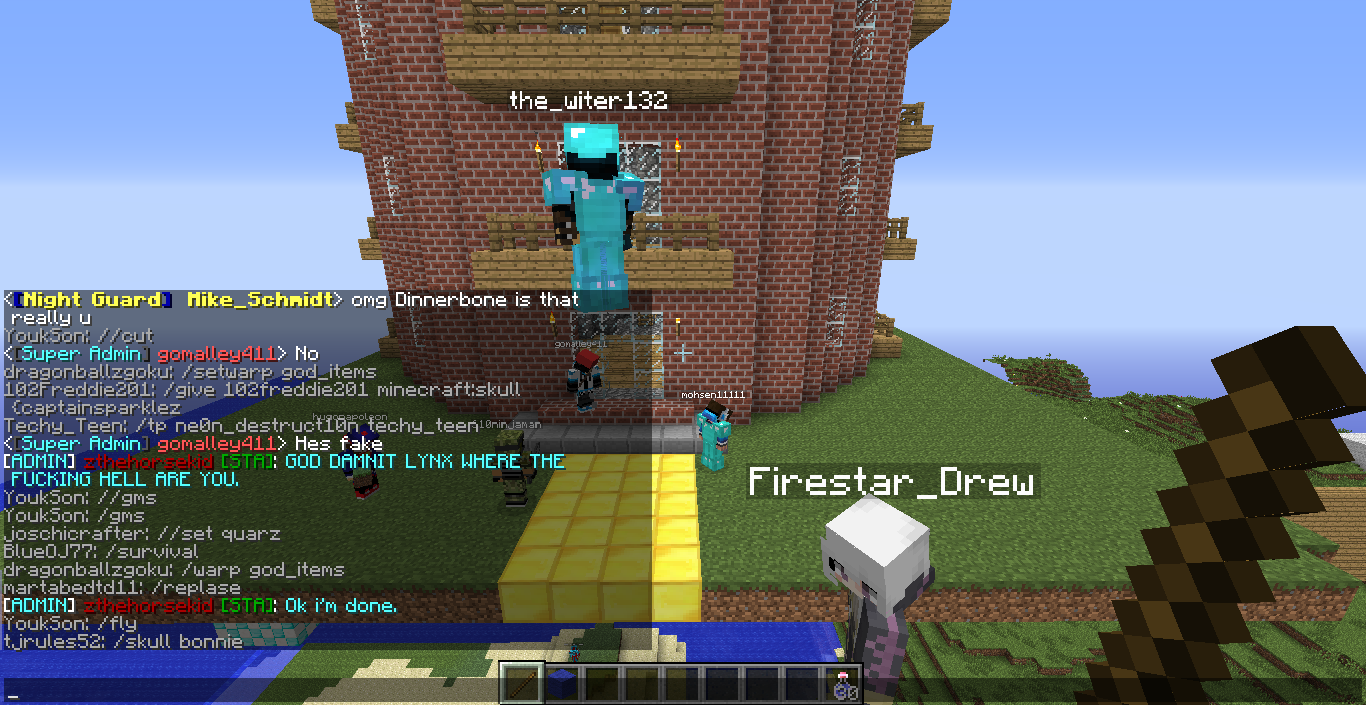 the_witer132
<[Night Guard] Mike_Schmidt> omg Dinnerbone is that
really u
YoukSon: //cut
<[Super Admin] gomalley411> No
dragonballzgoku: /setwarp god_items
102Freddie201: /give 102freddie201 minecraft:skull
{captainsparklez
Techy_Teen: /tp ne0n_destruct10n techy_teen
<[Super Admin] gomalley411> Hes fake
[ADMIN] zthehorsekid [STA]: GOD DAMNIT LYNX WHERE THE
FUCKING HELL ARE YOU.
YoukSon: //gms
YoukSon: /gms
joschicrafter: //set quarz
BlueOJ77: /survival
dragonballzgoku: /warp god_items
martabedtd11: /replase
[ADMIN] zthehorsekid [STA]: Ok i'm done.
YoukSon: /fly
tjrules52: /skull bonnie
_
gomalley411
mohsen11111
hugonapoleon
Firestar_Drew
30